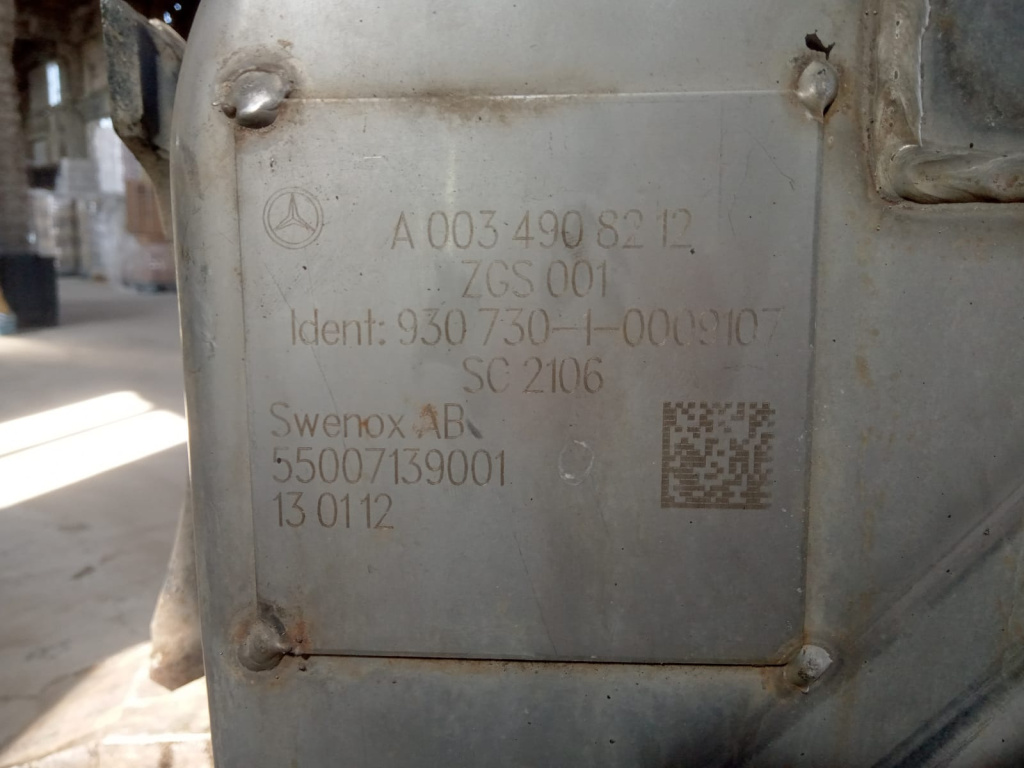 A 003 490 82 12
ZGS 001
Ident: 930 730-1-0009107
SC 2106
Swenox AB
55007139001
13 01 12